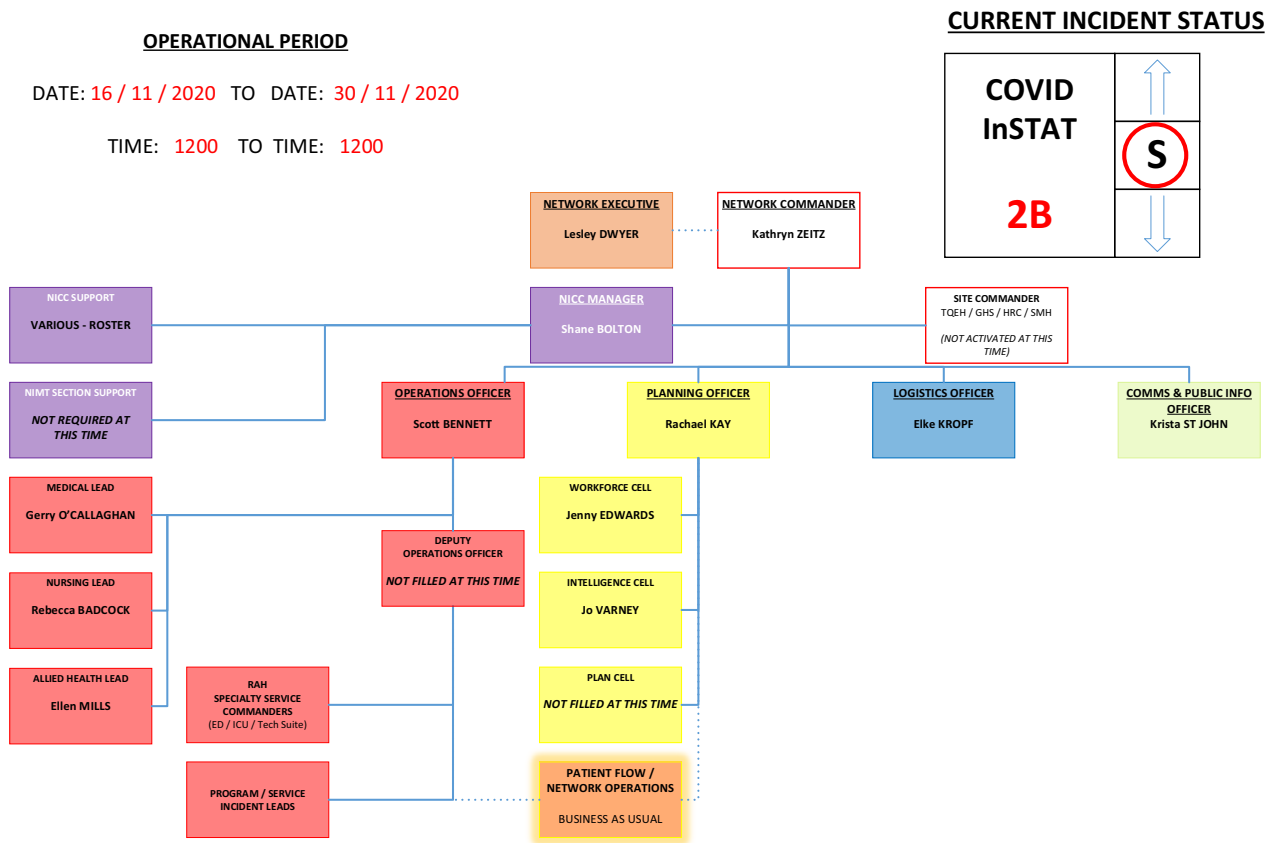 CURRENT INCIDENT STATUS
OPERATIONAL PERIOD
DATE: 16 / 11 / 2020 TO DATE: 30 / 11 / 2020
TIME: 1200 TO TIME: 1200
COVID
InSTAT
2B
S
NETWORK EXECUTIVE
Lesley DWYER
NETWORK COMMANDER
Kathryn ZEITZ
NICC SUPPORT
VARIOUS - ROSTER
NICC MANAGER
Shane BOLTON
SITE COMMANDER
TQEH / GHS / HRC / SMH
(NOT ACTIVATED AT THIS
TIME)
NIMT SECTION SUPPORT
NOT REQUIRED AT
THIS TIME
OPERATIONS OFFICER
Scott BENNETT
PLANNING OFFICER
Rachael KAY
LOGISTICS OFFICER
Elke KROPF
COMMS & PUBLIC INFO
OFFICER
Krista ST JOHN
MEDICAL LEAD
Gerry O’CALLAGHAN
DEPUTY
OPERATIONS OFFICER
NOT FILLED AT THIS TIME
WORKFORCE CELL
Jenny EDWARDS
NURSING LEAD
Rebecca BADCOCK
INTELLIGENCE CELL
Jo VARNEY
ALLIED HEALTH LEAD
Ellen MILLS
RAH
SPECIALTY SERVICE
COMMANDERS
(ED / ICU / Tech Suite)
PLAN CELL
NOT FILLED AT THIS TIME
PROGRAM / SERVICE
INCIDENT LEADS
PATIENT FLOW /
NETWORK OPERATIONS
BUSINESS AS USUAL